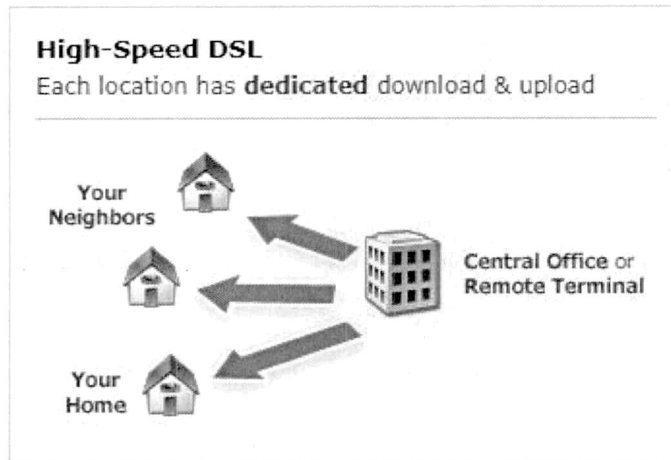 High-Speed DSL
Each location has dedicated download & upload
Your
Neighbors
Central Office or
Remote Terminal
Your
Home